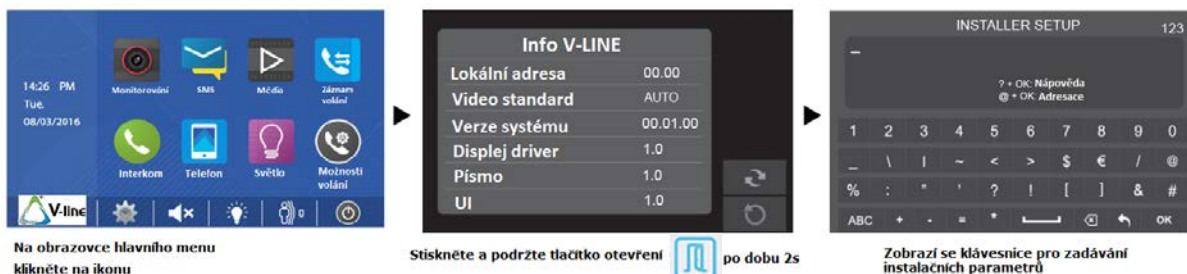 14:26 PM
Tue.
08/03/2016
Monitorování
SMS
Média
Záznam
volání
Interkom
Telefon
Světlo
Možnosti
volání
V-line
Na obrazovce hlavního menu
klikněte na ikonu
Info V-LINE
Lokální adresa 00.00
Video standard AUTO
Verze systému 00.01.00
Displej driver 1.0
Písmo 1.0
UI 1.0
Stiskněte a podržte tlačítko otevření po dobu 2s
INSTALLER SETUP 123
_
? + OK: Nápověda
@ + OK: Adresace
1 2 3 4 5 6 7 8 9 0
_ \ | ~ < > $ € / @
% : " ' ? ! [ ] & #
ABC + - = * OK
Zobrazí se klávesnice pro zadávání
instalačních parametrů